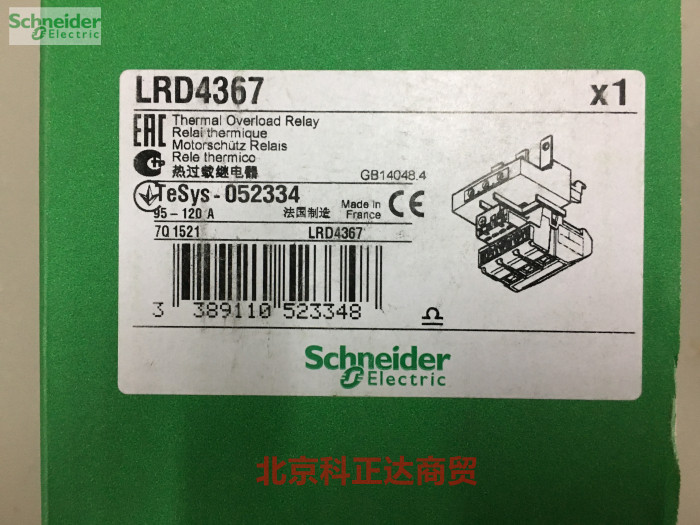 Schneider
Electric
LRD4367 x1
EAC Thermal Overload Relay
Relai thermique
Motorschütz Relais
Rele thermico
热过载继电器 GB14048.4
TeSys - 052334
95 - 120 A 法国制造 Made in France CE
7Q 1521 LRD4367
3 389110 523348
Schneider
Electric
北京科正达商贸